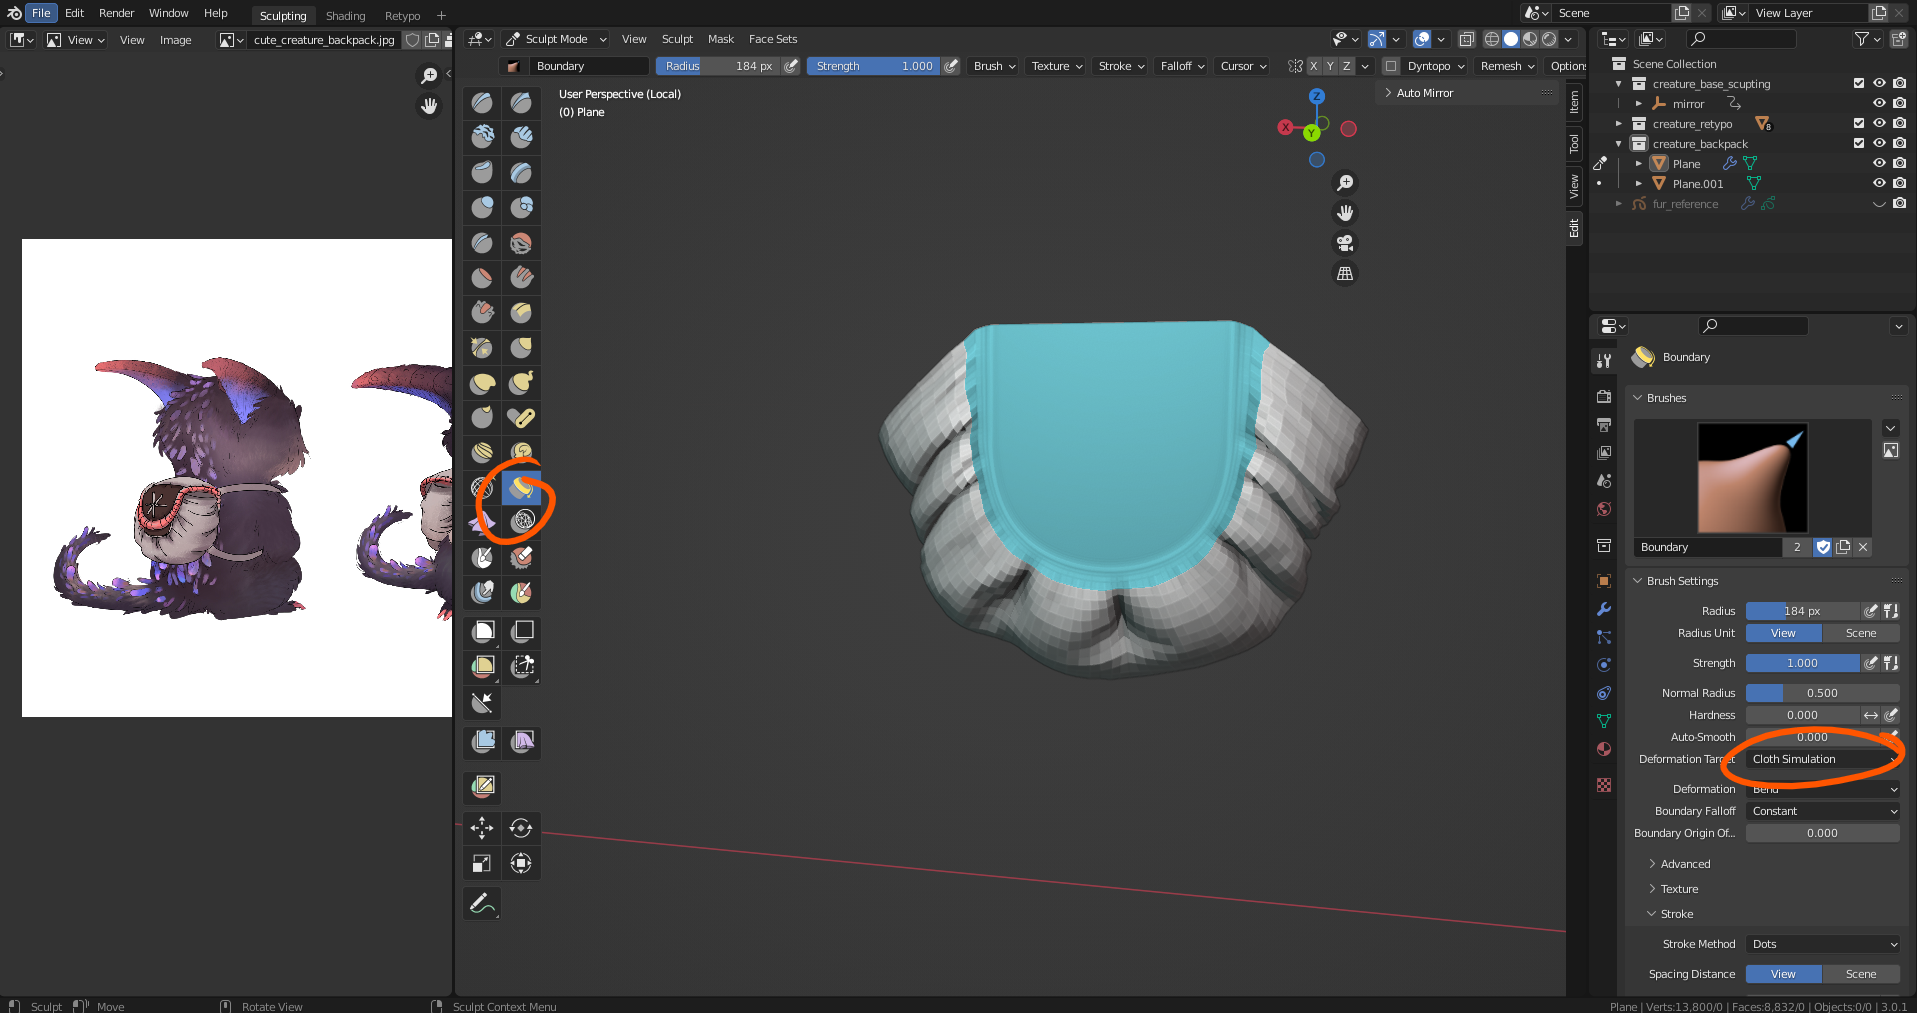 File Edit Render Window Help Sculpting Shading Retypo + Scene View Layer
View View Image cute_creature_backpack.jpg Sculpt Mode View Sculpt Mask Face Sets
Boundary Radius 184 px Strength 1.000 Brush Texture Stroke Falloff Cursor X Y Z Dyntopo Remesh Options
User Perspective (Local)
(0) Plane
Auto Mirror
Z
X
Y
Item
Tool
View
Edit
Scene Collection
creature_base_scupting
mirror
creature_retypo 8
creature_backpack
Plane
Plane.001
fur_reference
Boundary
Brushes
Boundary 2
Brush Settings
Radius 184 px
Radius Unit View Scene
Strength 1.000
Normal Radius 0.500
Hardness 0.000
Auto-Smooth 0.000
Deformation Target Cloth Simulation
Deformation Bend
Boundary Falloff Constant
Boundary Origin Of... 0.000
Advanced
Texture
Stroke
Stroke Method Dots
Spacing Distance View Scene
Sculpt Move Rotate View Sculpt Context Menu Plane | Verts:13,800/0 | Faces:8,832/0 | Objects:0/0 | 3.0.1